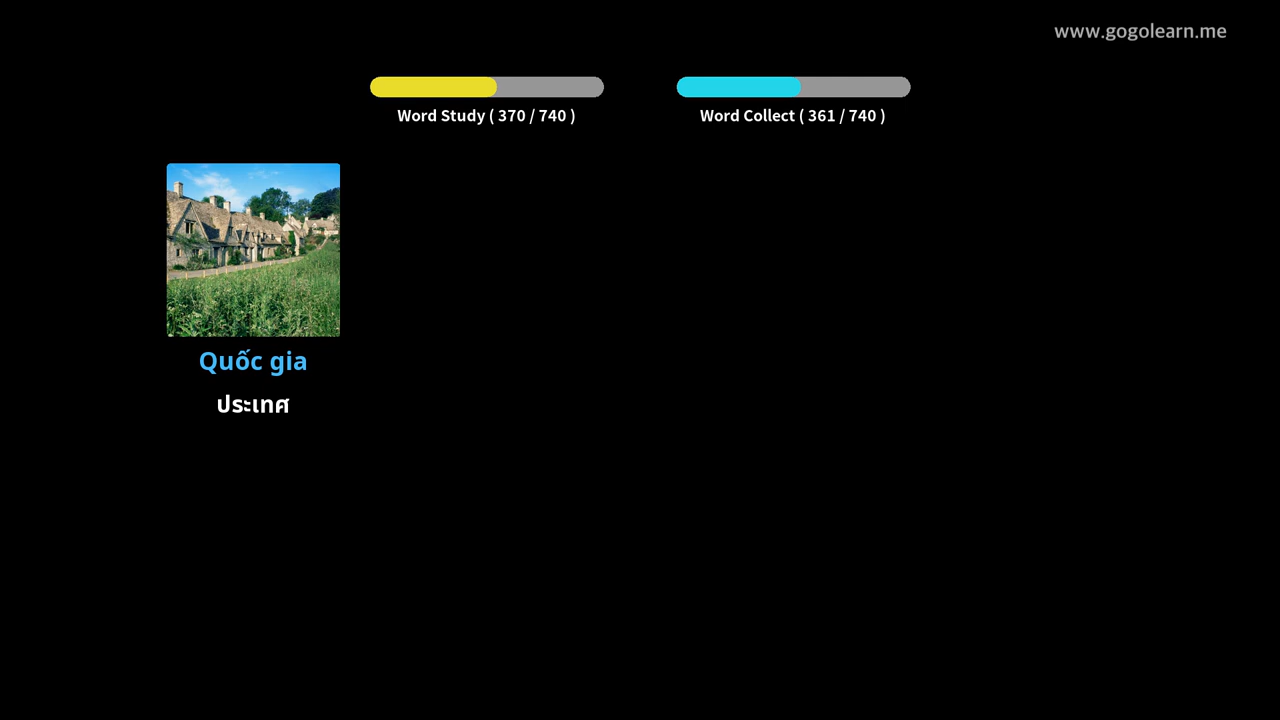 www.gogolearn.me
Word Study ( 370 / 740 )
Word Collect ( 361 / 740 )
Quốc gia
ประเทศ